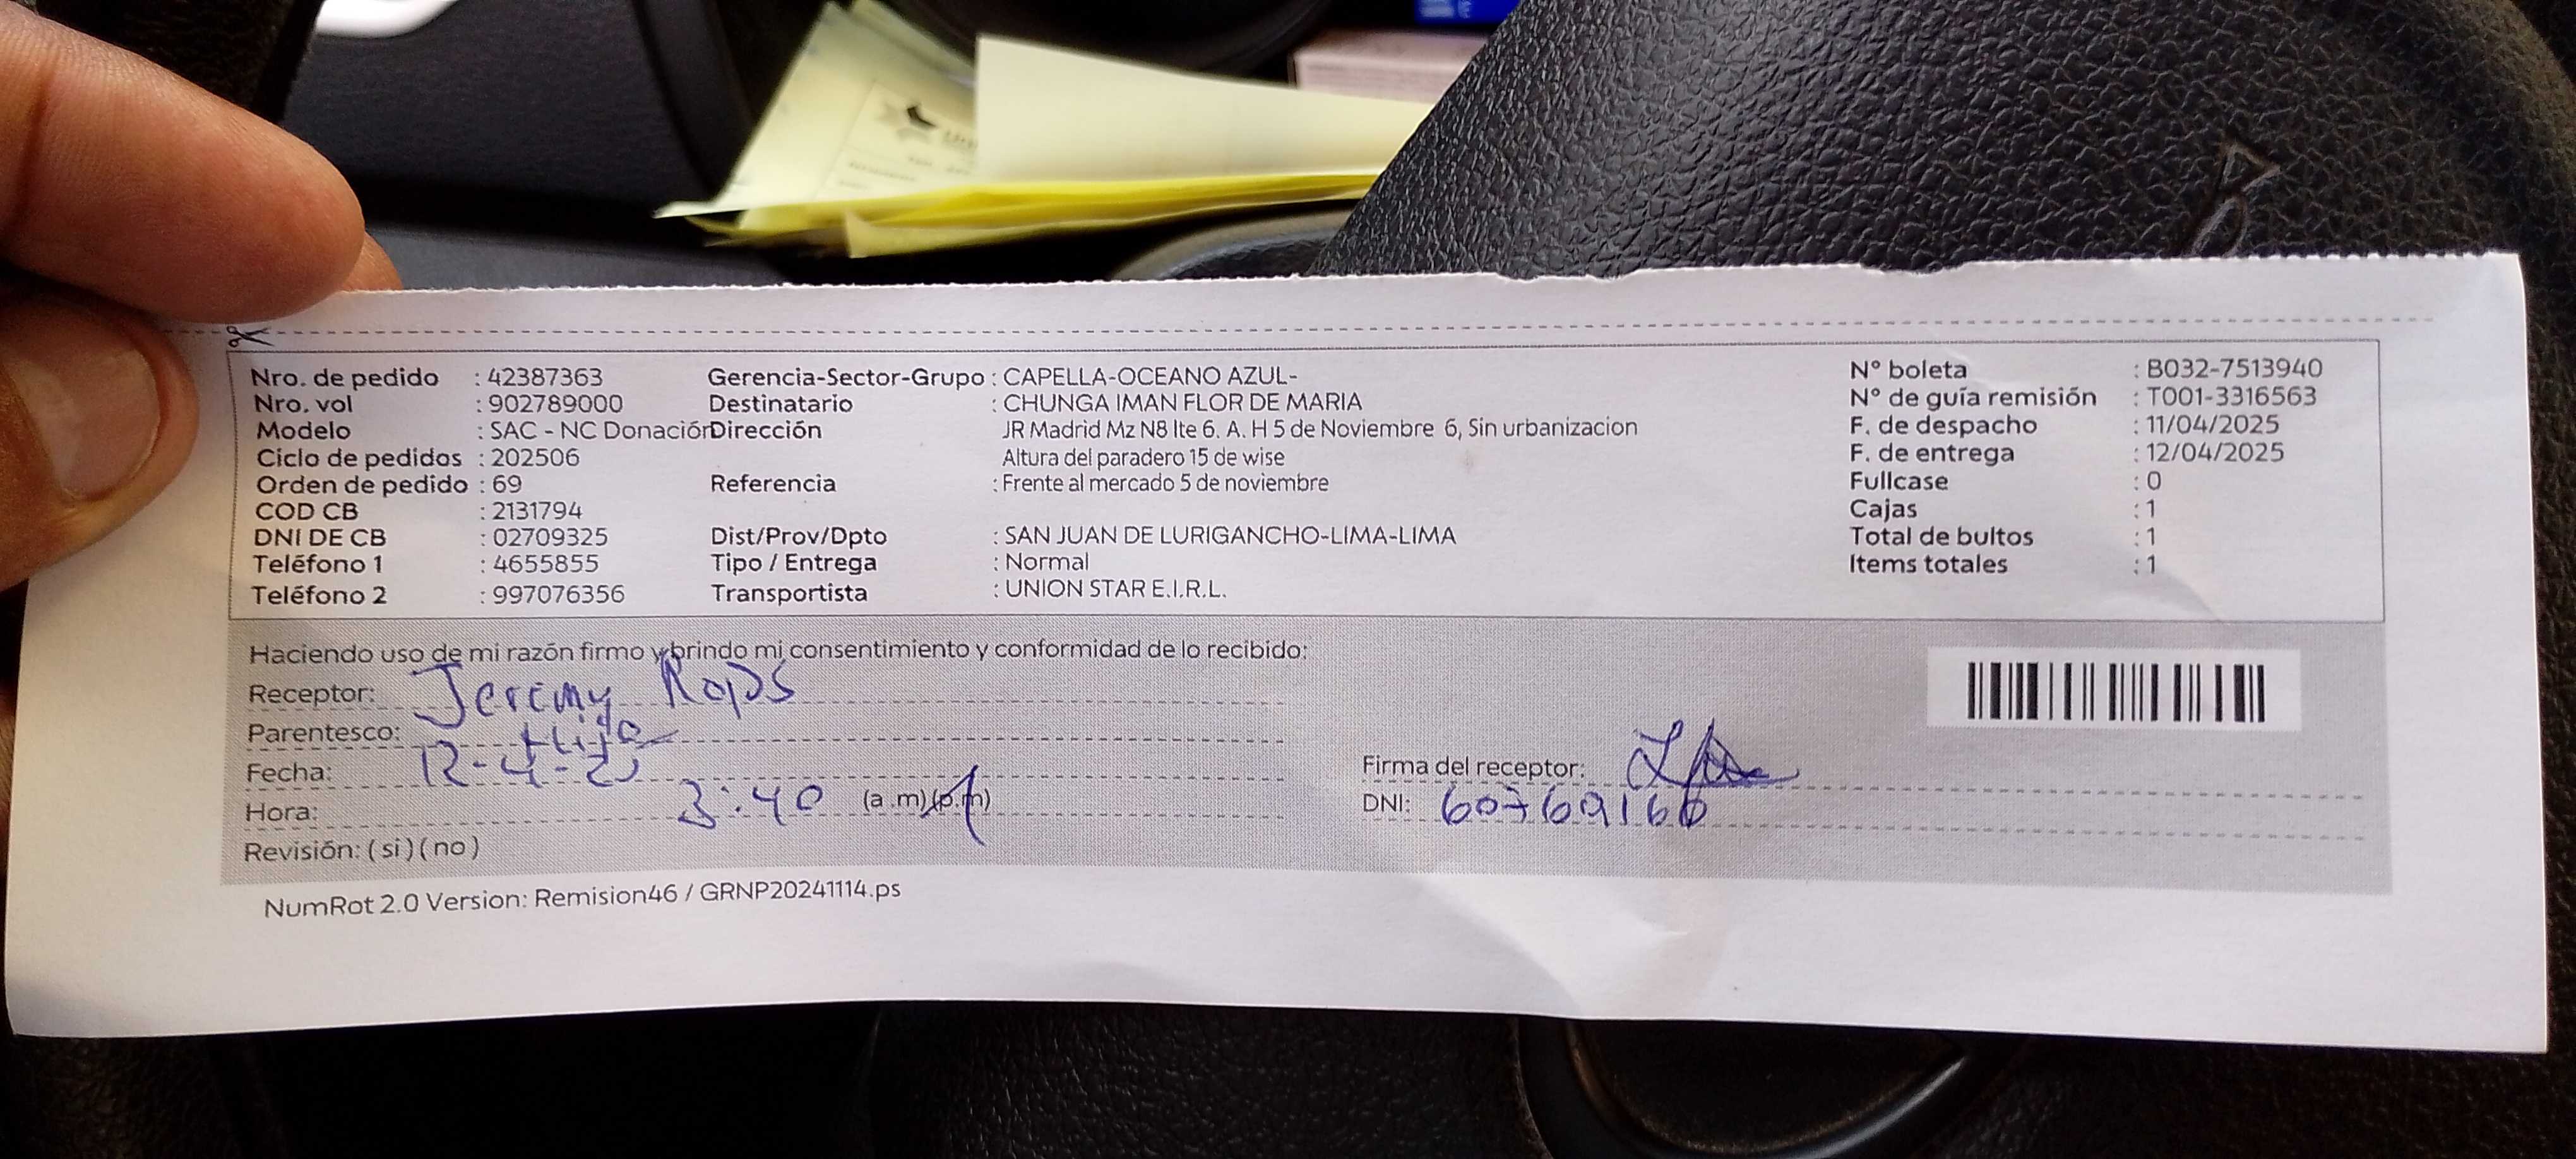 Nro. de pedido : 42387363 Gerencia-Sector-Grupo : CAPELLA-OCEANO AZUL- N° boleta : B032-7513940
Nro. vol : 902789000 Destinatario : CHUNGA IMAN FLOR DE MARIA N° de guía remisión : T001-3316563
Modelo : SAC - NC Donación Dirección JR Madrid Mz N8 lte 6. A. H 5 de Noviembre 6, Sin urbanizacion F. de despacho : 11/04/2025
Ciclo de pedidos : 202506 Altura del paradero 15 de wise F. de entrega : 12/04/2025
Orden de pedido : 69 Referencia : Frente al mercado 5 de noviembre Fullcase : 0
COD CB : 2131794 Cajas : 1
DNI DE CB : 02709325 Dist/Prov/Dpto : SAN JUAN DE LURIGANCHO-LIMA-LIMA Total de bultos : 1
Teléfono 1 : 4655855 Tipo / Entrega : Normal Items totales : 1
Teléfono 2 : 997076356 Transportista : UNION STAR E.I.R.L.
Haciendo uso de mi razón firmo y brindo mi consentimiento y conformidad de lo recibido:
Receptor: Jeremy
Parentesco: Hijo
Fecha: 12-4-25
Firma del receptor:
Hora: 3:40 (a .m) (p.m)
DNI: 60769166
Revisión: ( si ) ( no )
NumRot 2.0 Version: Remision46 / GRNP20241114.ps